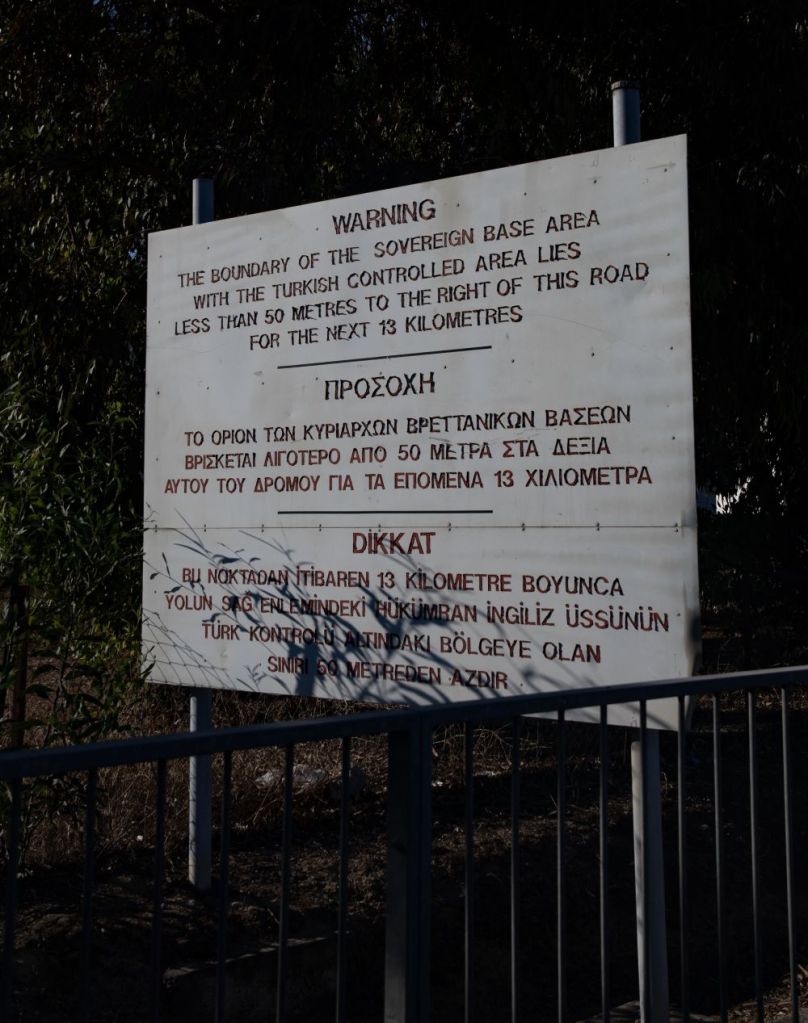 WARNING
THE BOUNDARY OF THE SOVEREIGN BASE AREA
WITH THE TURKISH CONTROLLED AREA LIES
LESS THAN 50 METRES TO THE RIGHT OF THIS ROAD
FOR THE NEXT 13 KILOMETRES
ΠΡΟΣΟΧΗ
ΤΟ ΟΡΙΟΝ ΤΩΝ ΚΥΡΙΑΡΧΩΝ ΒΡΕΤΤΑΝΙΚΩΝ ΒΑΣΕΩΝ
ΒΡΙΣΚΕΤΑΙ ΛΙΓΟΤΕΡΟ ΑΠΟ 50 ΜΕΤΡΑ ΣΤΑ ΔΕΞΙΑ
ΑΥΤΟΥ ΤΟΥ ΔΡΟΜΟΥ ΓΙΑ ΤΑ ΕΠΟΜΕΝΑ 13 ΧΙΛΙΟΜΕΤΡΑ
DİKKAT
BU NOKTADAN İTİBAREN 13 KİLOMETRE BOYUNCA
YOLUN SAĞ ENLEMİNDEKİ HÜKÜMRAN İNGİLİZ ÜSSÜNÜN
TÜRK KONTROLÜ ALTINDAKI BÖLGEYE OLAN
SINIRI 50 METREDEN AZDIR